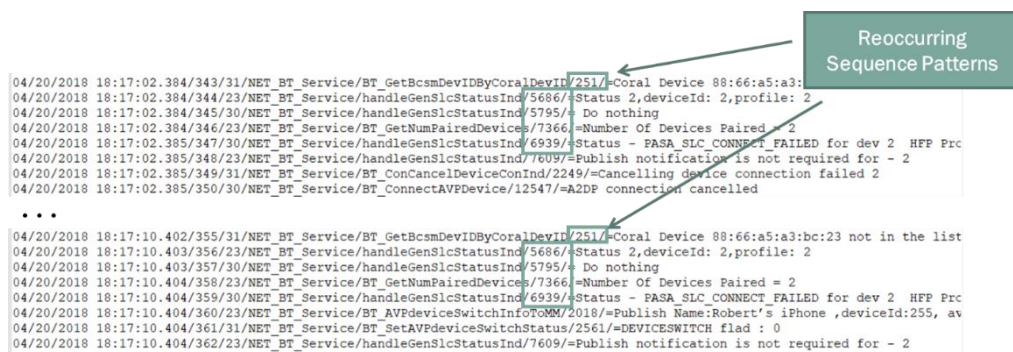 Reoccurring
Sequence Patterns
04/20/2018 18:17:02.384/343/31/NET_BT_Service/BT_GetBcsmDevIDByCoralDevID/251/=Coral Device 88:66:a5:a3:
04/20/2018 18:17:02.384/344/23/NET_BT_Service/handleGenSlcStatusInd/5686/=Status 2,deviceId: 2,profile: 2
04/20/2018 18:17:02.384/345/30/NET_BT_Service/handleGenSlcStatusInd/5795/= Do nothing
04/20/2018 18:17:02.384/346/23/NET_BT_Service/BT_GetNumPairedDevices/7366/=Number Of Devices Paired = 2
04/20/2018 18:17:02.385/347/30/NET_BT_Service/handleGenSlcStatusInd/6939/=Status - PASA_SLC_CONNECT_FAILED for dev 2 HFP Pro
04/20/2018 18:17:02.385/348/23/NET_BT_Service/handleGenSlcStatusInd/7609/=Publish notification is not required for - 2
04/20/2018 18:17:02.385/349/31/NET_BT_Service/BT_ConCancelDeviceConInd/2249/=Cancelling device connection failed 2
04/20/2018 18:17:02.385/350/30/NET_BT_Service/BT_ConnectAVPDevice/12547/=A2DP connection cancelled
...
04/20/2018 18:17:10.402/355/31/NET_BT_Service/BT_GetBcsmDevIDByCoralDevID/251/=Coral Device 88:66:a5:a3:bc:23 not in the list
04/20/2018 18:17:10.403/356/23/NET_BT_Service/handleGenSlcStatusInd/5686/=Status 2,deviceId: 2,profile: 2
04/20/2018 18:17:10.403/357/30/NET_BT_Service/handleGenSlcStatusInd/5795/= Do nothing
04/20/2018 18:17:10.404/358/23/NET_BT_Service/BT_GetNumPairedDevices/7366/=Number Of Devices Paired = 2
04/20/2018 18:17:10.404/359/30/NET_BT_Service/handleGenSlcStatusInd/6939/=Status - PASA_SLC_CONNECT_FAILED for dev 2 HFP Pro
04/20/2018 18:17:10.404/360/23/NET_BT_Service/BT_AVPdeviceSwitchInfoToMM/2018/=Publish Name:Robert's iPhone ,deviceId:255, av
04/20/2018 18:17:10.404/361/31/NET_BT_Service/BT_SetAVPdeviceSwitchStatus/2561/=DEVICESWITCH flad : 0
04/20/2018 18:17:10.404/362/23/NET_BT_Service/handleGenSlcStatusInd/7609/=Publish notification is not required for - 2